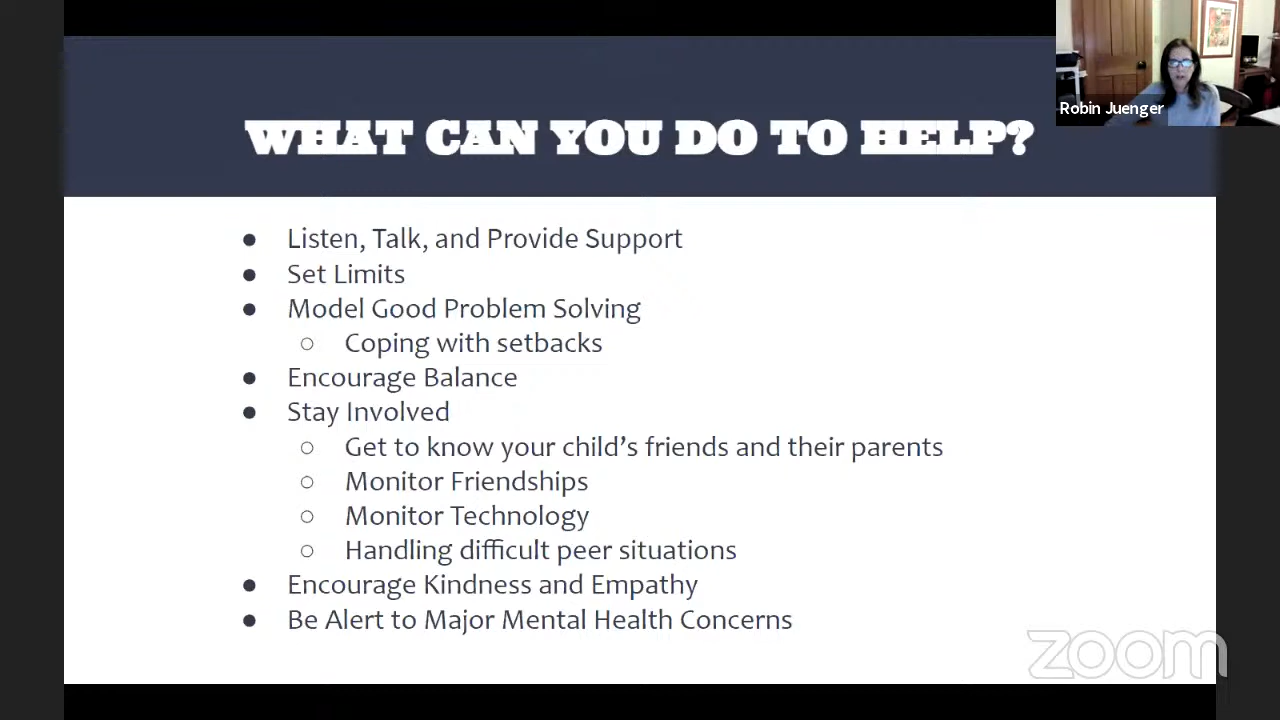 Robin Juenger
WHAT CAN YOU DO TO HELP?
● Listen, Talk, and Provide Support
● Set Limits
● Model Good Problem Solving
○ Coping with setbacks
● Encourage Balance
● Stay Involved
○ Get to know your child’s friends and their parents
○ Monitor Friendships
○ Monitor Technology
○ Handling difficult peer situations
● Encourage Kindness and Empathy
● Be Alert to Major Mental Health Concerns
zoom